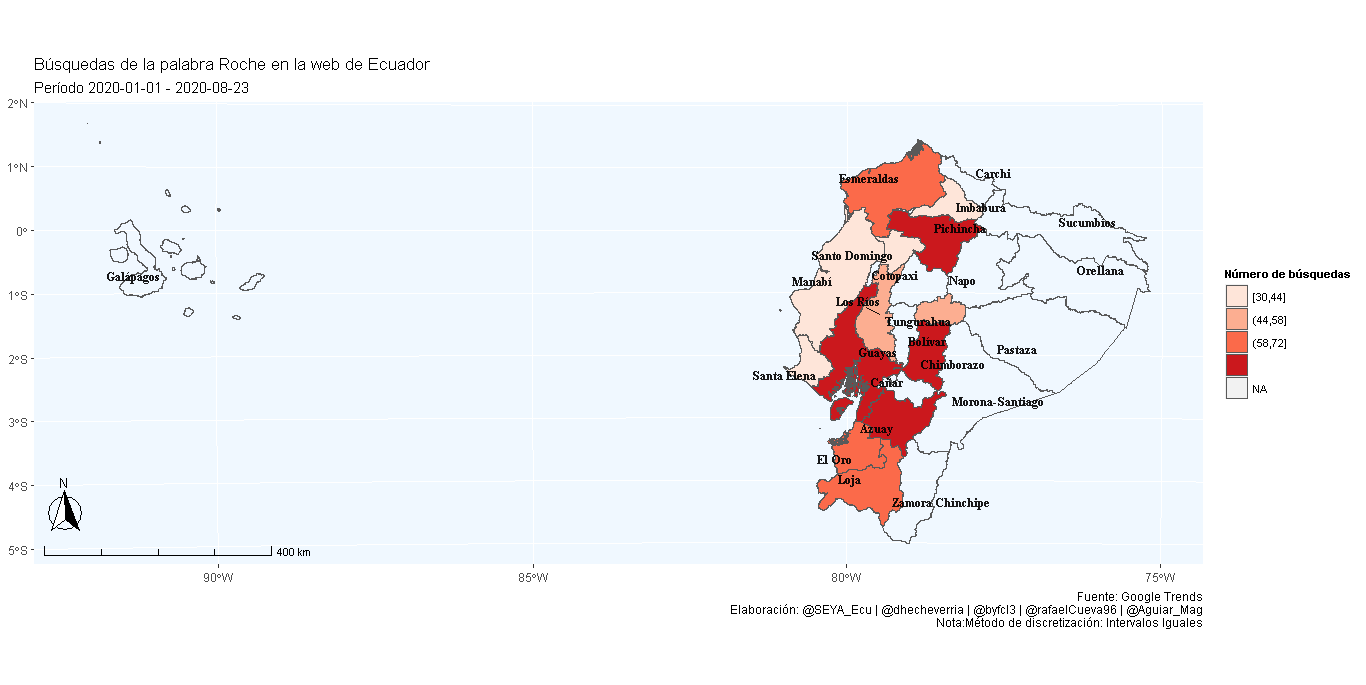 Búsquedas de la palabra Roche en la web de Ecuador
Período 2020-01-01 - 2020-08-23
2°N
1°N
0°
1°S
2°S
3°S
4°S
5°S
Esmeraldas
Carchi
Imbabura
Sucumbíos
Pichincha
Santo Domingo
Orellana
Cotopaxi
Galápagos
Manabí
Napo
Los Ríos
Tungurahua
Bolívar
Pastaza
Guayas
Chimborazo
Santa Elena
Cañar
Morona-Santiago
Azuay
El Oro
Loja
Zamora Chinchipe
N
400 km
90°W
85°W
80°W
75°W
Número de búsquedas
[30,44]
(44,58]
(58,72]
NA
Fuente: Google Trends
Elaboración: @SEYA_Ecu | @dhecheverria | @byfcl3 | @rafaelCueva96 | @Aguiar_Mag
Nota:Método de discretización: Intervalos Iguales